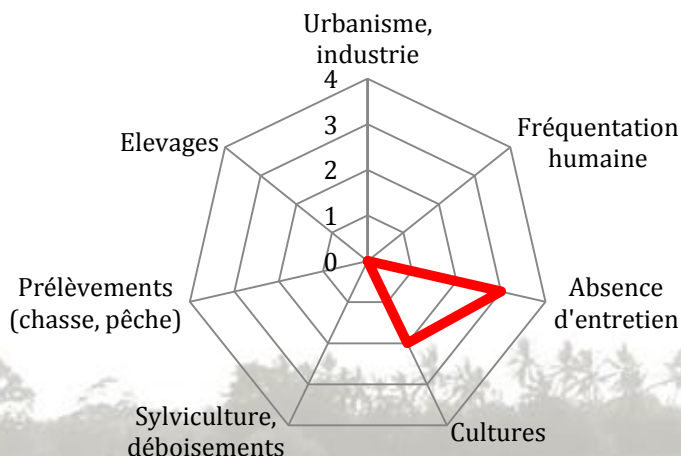 Urbanisme,
industrie
4
3
2
1
0
Fréquentation
humaine
Absence
d'entretien
Cultures
Sylviculture,
déboisements
Prélèvements
(chasse, pêche)
Elevages